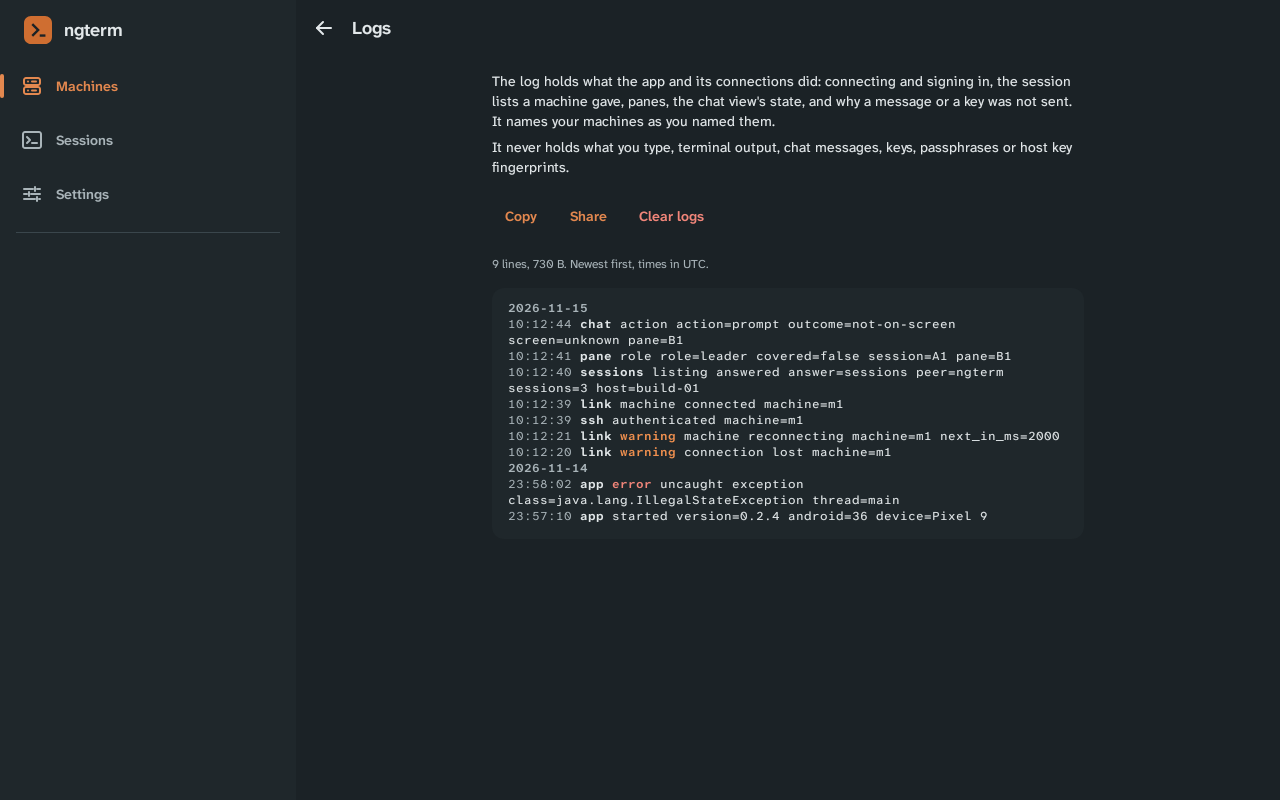 ngterm
Machines
Sessions
Settings
Logs
The log holds what the app and its connections did: connecting and signing in, the session
lists a machine gave, panes, the chat view's state, and why a message or a key was not sent.
It names your machines as you named them.
It never holds what you type, terminal output, chat messages, keys, passphrases or host key
fingerprints.
Copy Share Clear logs
9 lines, 730 B. Newest first, times in UTC.
2026-11-15
10:12:44 chat action action=prompt outcome=not-on-screen
screen=unknown pane=B1
10:12:41 pane role role=leader covered=false session=A1 pane=B1
10:12:40 sessions listing answered answer=sessions peer=ngterm
sessions=3 host=build-01
10:12:39 link machine connected machine=m1
10:12:39 ssh authenticated machine=m1
10:12:21 link warning machine reconnecting machine=m1 next_in_ms=2000
10:12:20 link warning connection lost machine=m1
2026-11-14
23:58:02 app error uncaught exception
class=java.lang.IllegalStateException thread=main
23:57:10 app started version=0.2.4 android=36 device=Pixel 9